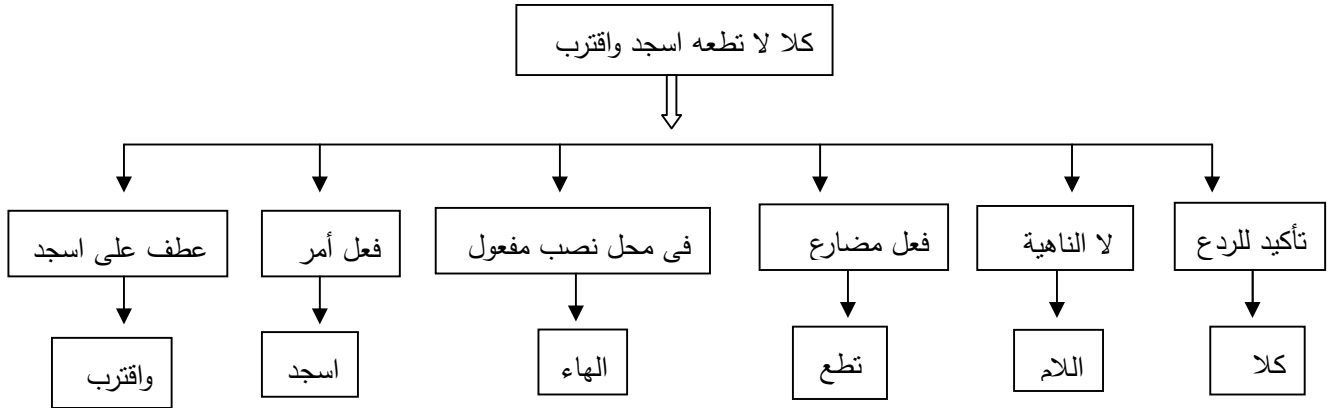 كلا لا تطعه اسجد واقترب
تأكيد للردع
لا الناهية
فعل مضارع
فى محل نصب مفعول
فعل أمر
عطف على اسجد
كلا
اللام
تطع
الهاء
اسجد
واقترب